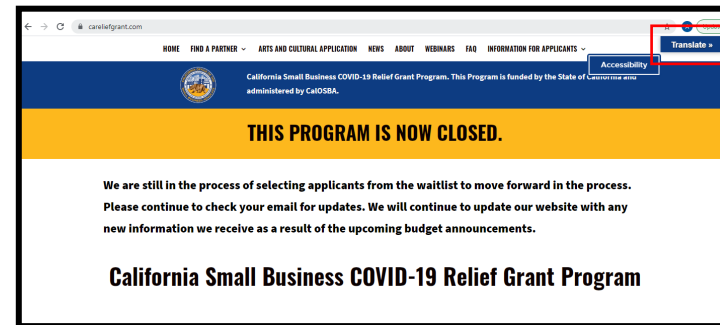 careliefgrant.com
HOME FIND A PARTNER ARTS AND CULTURAL APPLICATION NEWS ABOUT WEBINARS FAQ INFORMATION FOR APPLICANTS
Translate »
Accessibility
California Small Business COVID-19 Relief Grant Program. This Program is funded by the State of California and
administered by CalOSBA.
THIS PROGRAM IS NOW CLOSED.
We are still in the process of selecting applicants from the waitlist to move forward in the process.
Please continue to check your email for updates. We will continue to update our website with any
new information we receive as a result of the upcoming budget announcements.
California Small Business COVID-19 Relief Grant Program